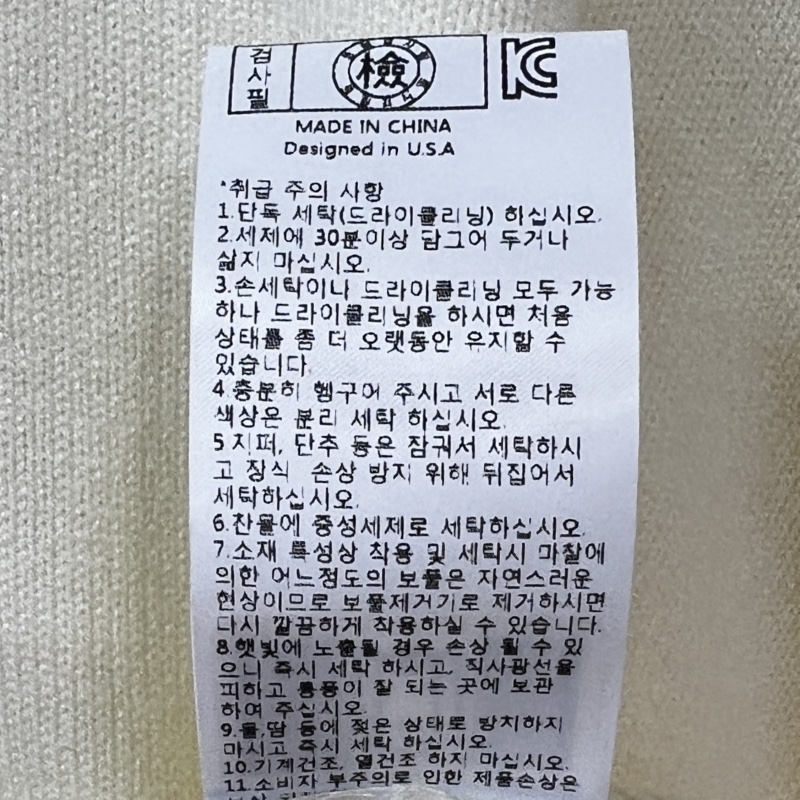 검사필
檢
KC
MADE IN CHINA
Designed in U.S.A
*취급 주의 사항
1.단독 세탁(드라이클리닝) 하십시오.
2.세제에 30분이상 담그어 두거나
삶지 마십시오.
3.손세탁이나 드라이클리닝 모두 가능
하나 드라이클리닝을 하시면 처음
상태를 좀 더 오랫동안 유지할 수
있습니다.
4.충분히 헹구어 주시고 서로 다른
색상은 분리 세탁 하십시오.
5.지퍼, 단추 등은 잠궈서 세탁하시
고 장식 손상 방지 위해 뒤집어서
세탁하십시오.
6.찬물에 중성세제로 세탁하십시오.
7.소재 특성상 착용 및 세탁시 마찰에
의한 어느정도의 보풀은 자연스러운
현상이므로 보풀제거기로 제거하시면
다시 깔끔하게 착용하실 수 있습니다.
8.햇빛에 노출될 경우 손상 될 수 있
으니 즉시 세탁 하시고, 직사광선을
피하고 통풍이 잘 되는 곳에 보관
하여 주십시오.
9.물,땀 등에 젖은 상태로 방치하지
마시고 즉시 세탁 하십시오.
10.기계건조, 열건조 하지 마십시오.
11.소비자 부주의로 인한 제품손상은